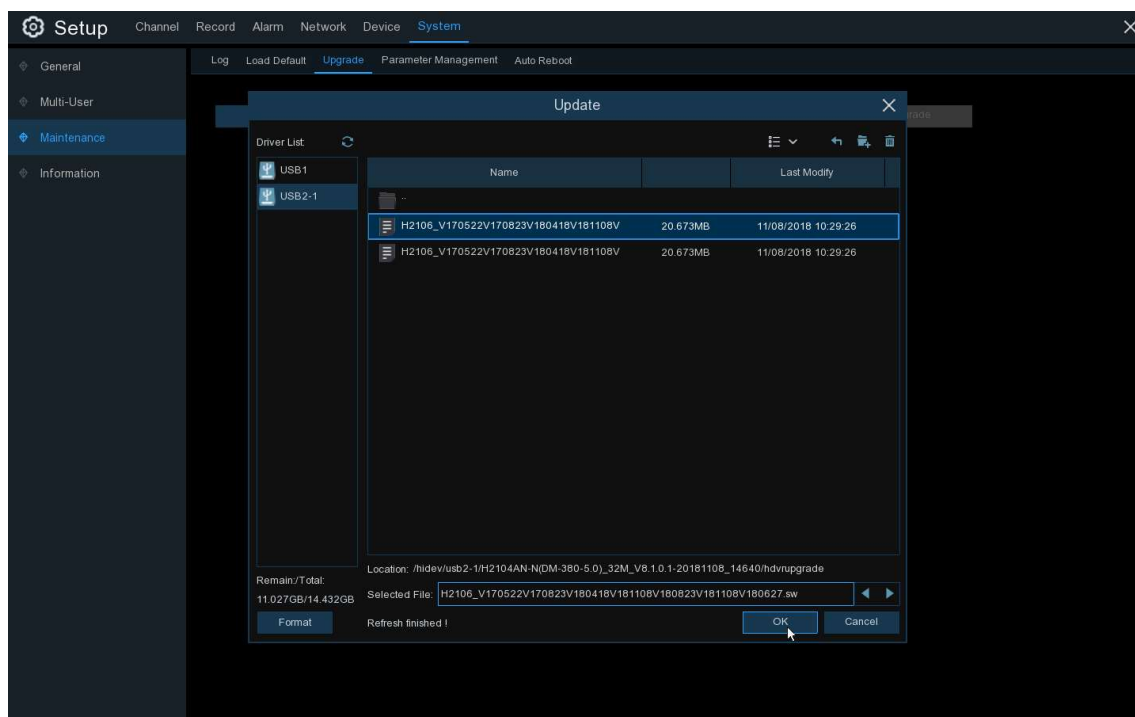 Setup Channel Record Alarm Network Device System
General
Log Load Default Upgrade Parameter Management Auto Reboot
Multi-User
Update
Maintenance
Driver List
Information
USB1
Name Last Modify
USB2-1
..
H2106_V170522V170823V180418V181108V 20.673MB 11/08/2018 10:29:26
H2106_V170522V170823V180418V181108V 20.673MB 11/08/2018 10:29:26
Location: /hidev/usb2-1/H2104AN-N(DM-380-5.0)_32M_V8.1.0.1-20181108_14640/hdvrupgrade
Remain:/Total:
11.027GB/14.432GB
Selected File: H2106_V170522V170823V180418V181108V180823V181108V180627.sw
Format Refresh finished ! OK Cancel